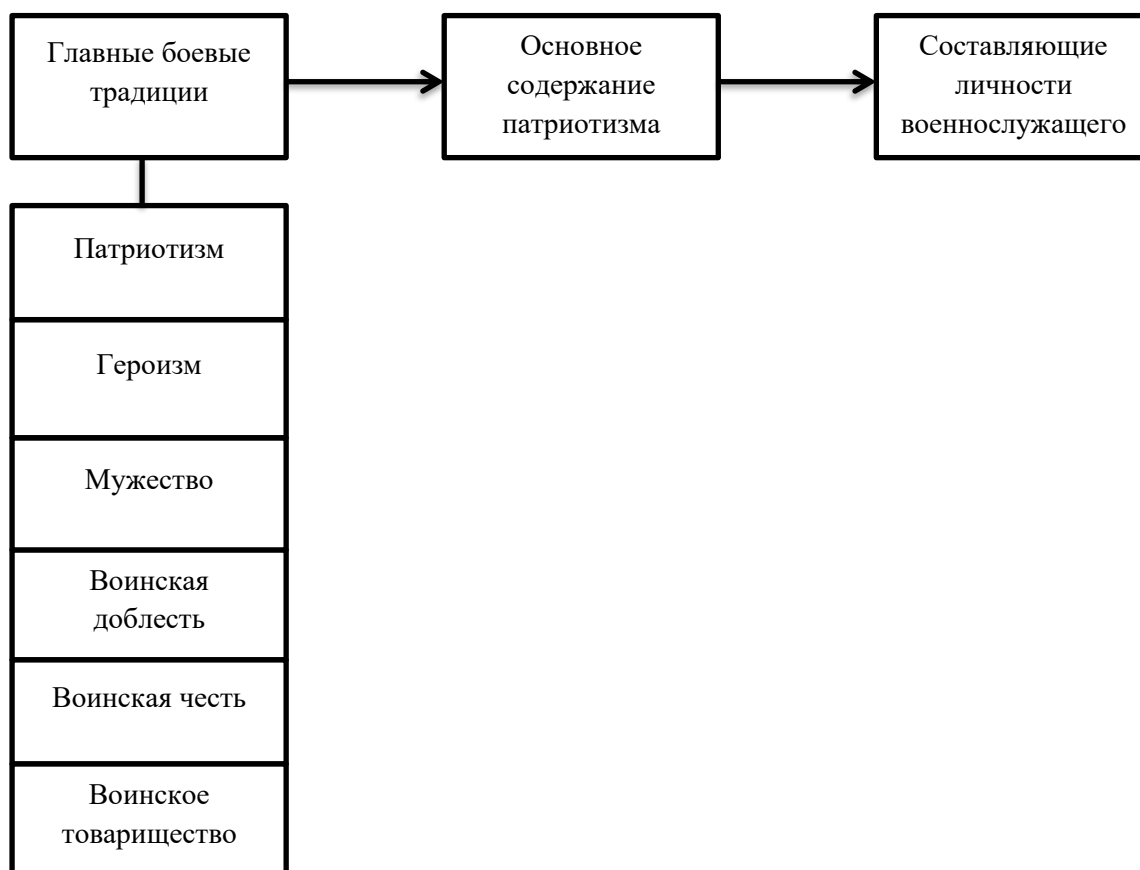 Главные боевые
традиции
Основное
содержание
патриотизма
Составляющие
личности
военнослужащего
Патриотизм
Героизм
Мужество
Воинская
доблесть
Воинская честь
Воинское
товарищество